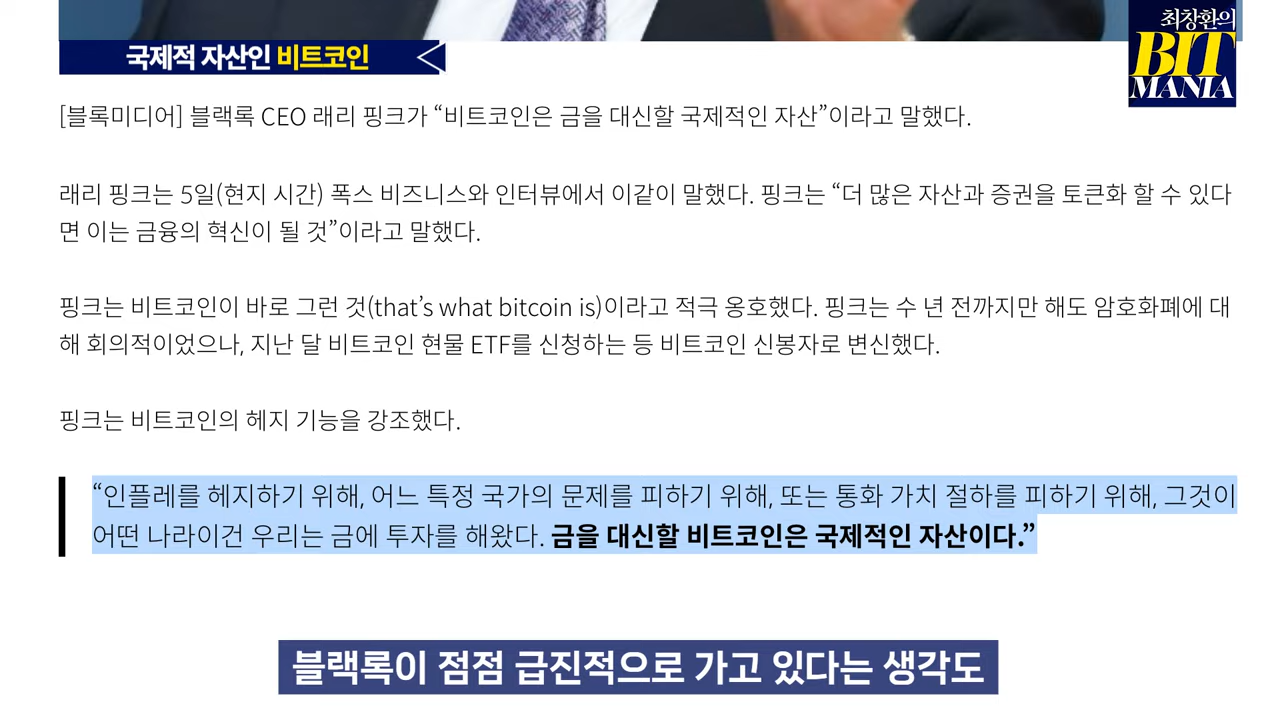 최창환의
BIT
MANIA
국제적 자산인 비트코인
[블록미디어] 블랙록 CEO 래리 핑크가 “비트코인은 금을 대신할 국제적인 자산”이라고 말했다.
래리 핑크는 5일(현지 시간) 폭스 비즈니스와 인터뷰에서 이같이 말했다. 핑크는 “더 많은 자산과 증권을 토큰화 할 수 있다
면 이는 금융의 혁신이 될 것”이라고 말했다.
핑크는 비트코인이 바로 그런 것(that’s what bitcoin is)이라고 적극 옹호했다. 핑크는 수 년 전까지만 해도 암호화폐에 대
해 회의적이었으나, 지난 달 비트코인 현물 ETF를 신청하는 등 비트코인 신봉자로 변신했다.
핑크는 비트코인의 헤지 기능을 강조했다.
“인플레를 헤지하기 위해, 어느 특정 국가의 문제를 피하기 위해, 또는 통화 가치 절하를 피하기 위해, 그것이
어떤 나라이건 우리는 금에 투자를 해왔다. 금을 대신할 비트코인은 국제적인 자산이다.”
블랙록이 점점 급진적으로 가고 있다는 생각도